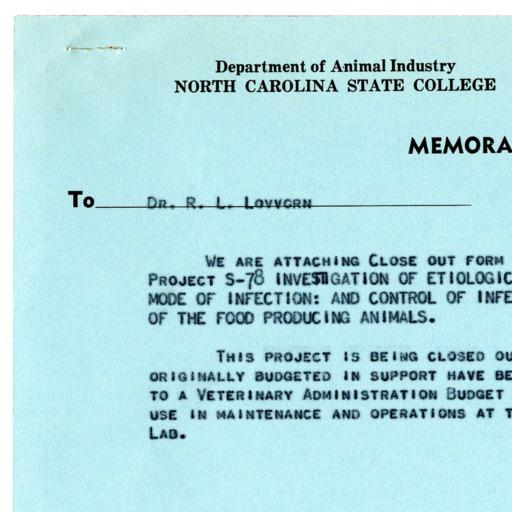 Department of Animal Industry
NORTH CAROLINA STATE COLLEGE
MEMORA
To Dr. R. L. Lovvorn
We are attaching Close out form
Project S-78 investigation of etiologic
mode of infection: and control of infe
of the food producing animals.
This project is being closed ou
originally budgeted in support have be
to a Veterinary Administration Budget
use in maintenance and operations at t
Lab.